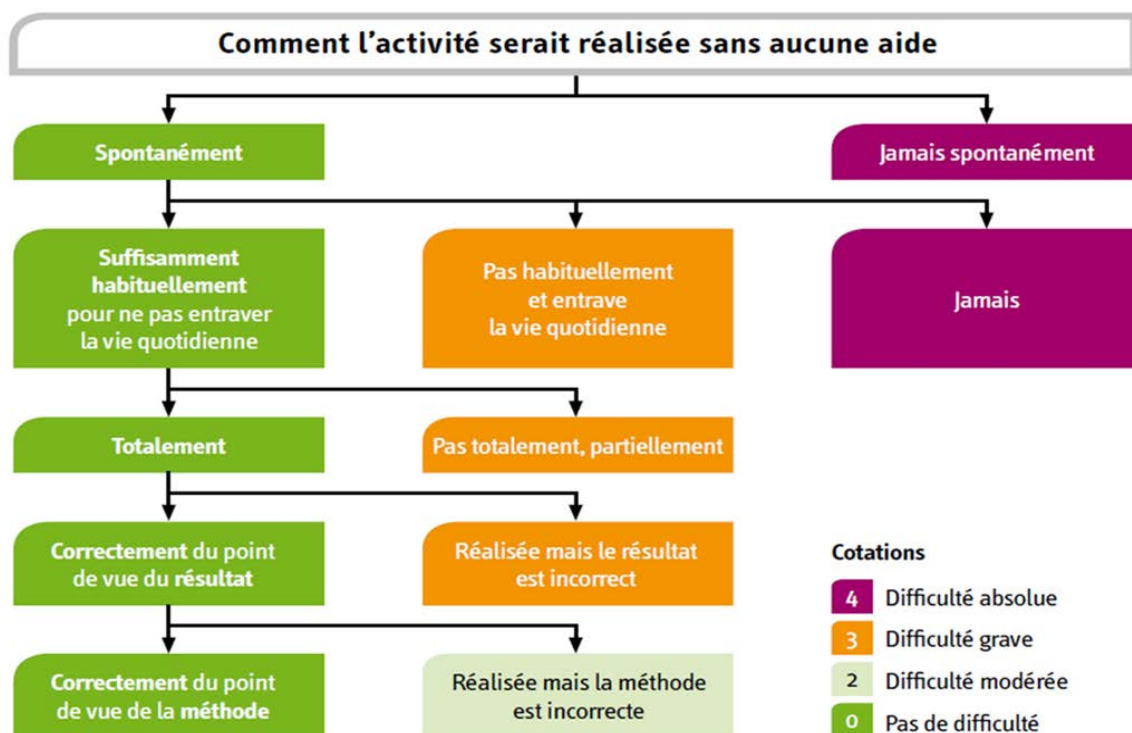 Comment l’activité serait réalisée sans aucune aide
Spontanément
Jamais spontanément
Suffisamment
habituellement
pour ne pas entraver
la vie quotidienne
Pas habituellement
et entrave
la vie quotidienne
Jamais
Totalement
Pas totalement, partiellement
Correctement du point
de vue du résultat
Réalisée mais le résultat
est incorrect
Correctement du point
de vue de la méthode
Réalisée mais la méthode
est incorrecte
Cotations
4 Difficulté absolue
3 Difficulté grave
2 Difficulté modérée
0 Pas de difficulté